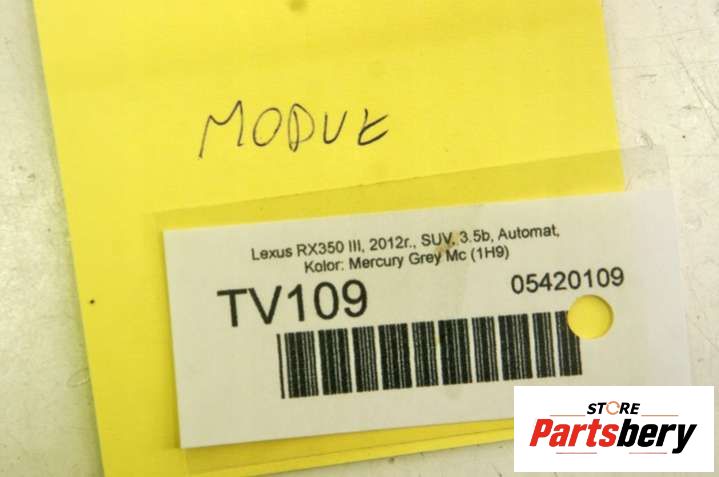 MODUŁ
Lexus RX350 III, 2012r., SUV, 3.5b, Automat,
Kolor: Mercury Grey Mc (1H9)
TV109
05420109
STORE
Partsbery